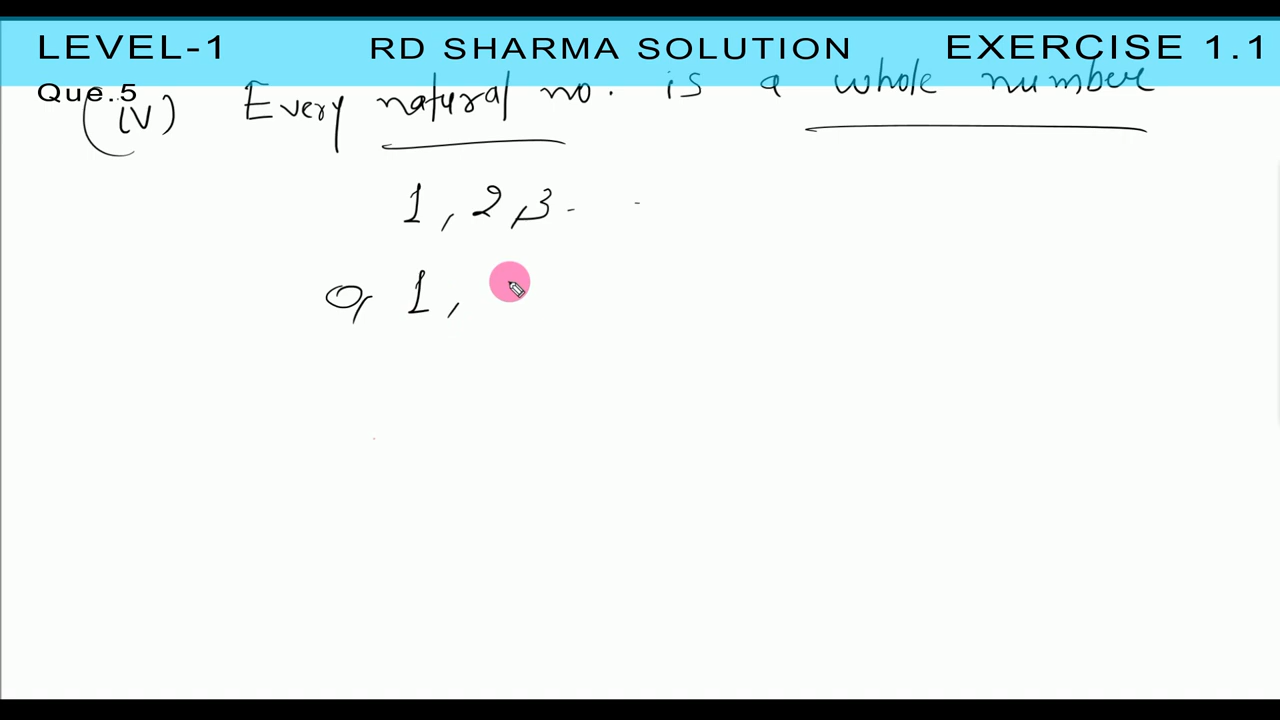 LEVEL-1 RD SHARMA SOLUTION EXERCISE 1.1
Que.5
(iv) Every natural no. is a whole number
1, 2, 3 - -
0, 1,